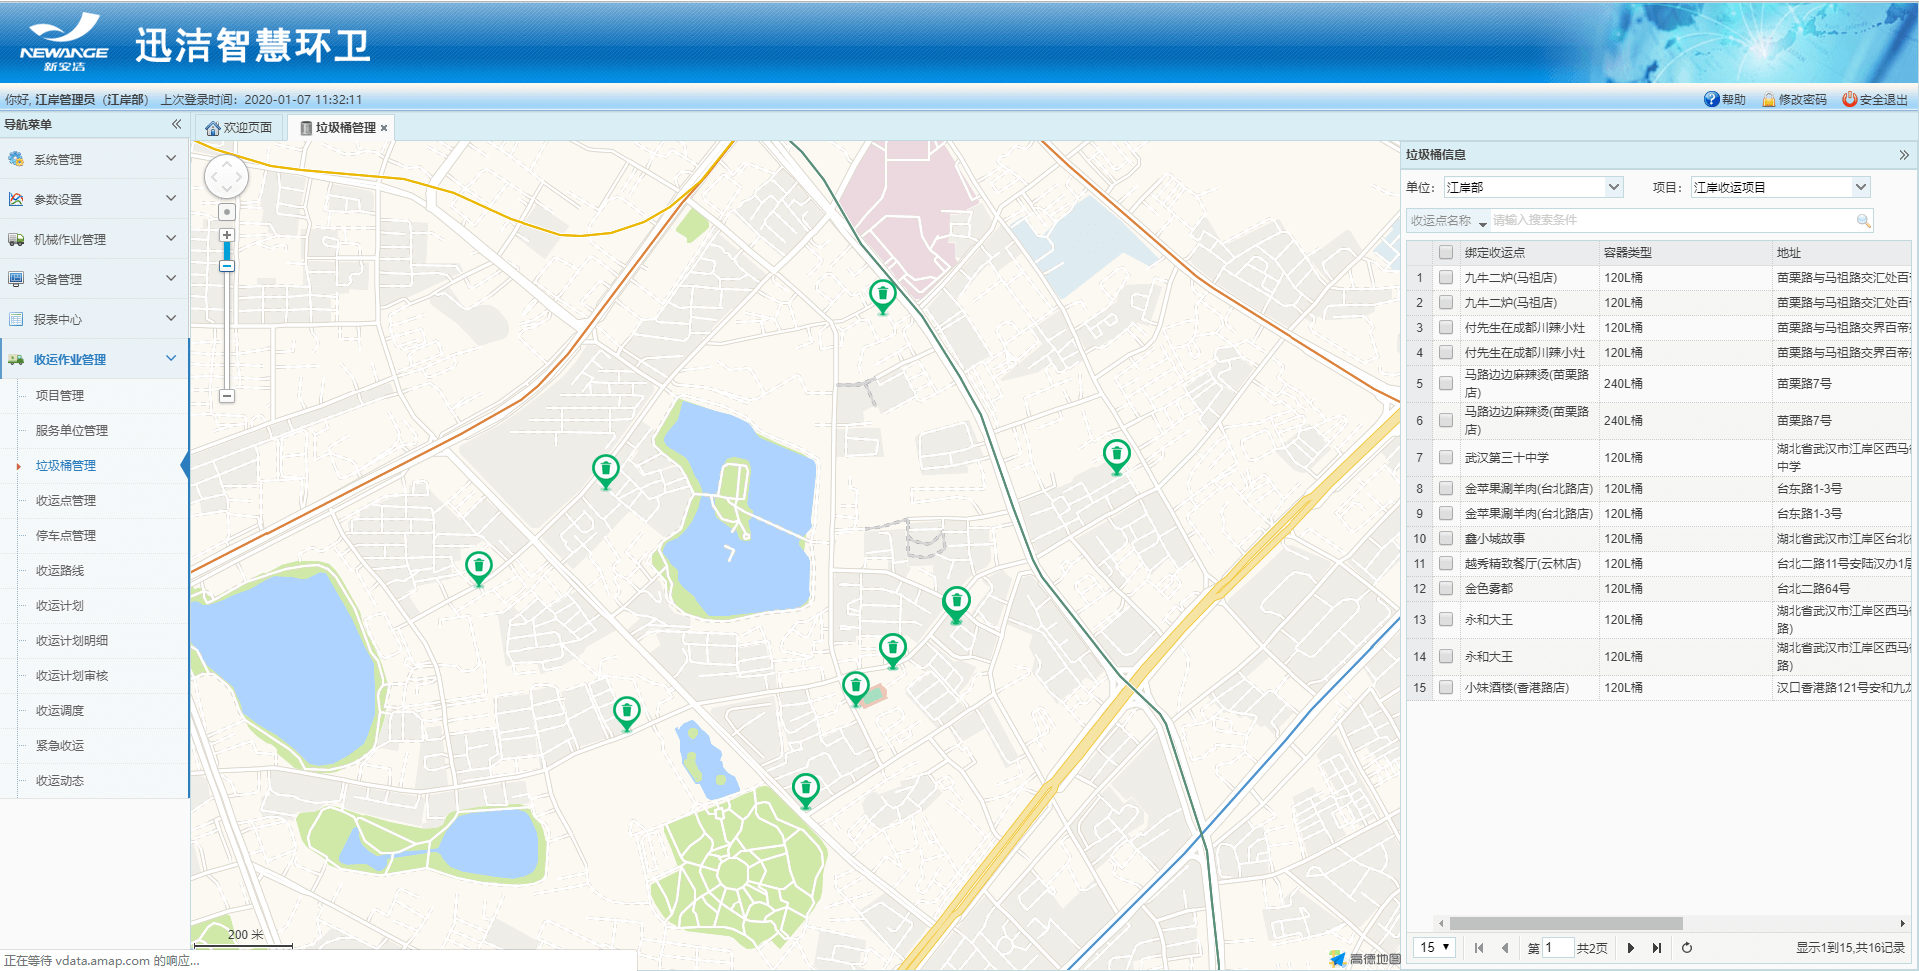 NEWANGE
新安洁
迅洁智慧环卫
你好, 江岸管理员（江岸部） 上次登录时间：2020-01-07 11:32:11
帮助 修改密码 安全退出
导航菜单
欢迎页面 垃圾桶管理
系统管理
参数设置
机械作业管理
设备管理
报表中心
收运作业管理
项目管理
服务单位管理
垃圾桶管理
收运点管理
停车点管理
收运路线
收运计划
收运计划明细
收运计划审核
收运调度
紧急收运
收运动态
200 米
高德地图
正在等待 vdata.amap.com 的响应...
垃圾桶信息
单位： 江岸部 项目： 江岸收运项目
收运点名称 请输入搜索条件
绑定收运点 容器类型 地址
1 九牛二炉(马祖店) 120L桶 苗栗路与马祖路交汇处百
2 九牛二炉(马祖店) 120L桶 苗栗路与马祖路交汇处百
3 付先生在成都川辣小灶 120L桶 苗栗路与马祖路交界百帝
4 付先生在成都川辣小灶 120L桶 苗栗路与马祖路交界百帝
5 马路边边麻辣烫(苗栗路 240L桶 苗栗路7号
店)
6 马路边边麻辣烫(苗栗路 240L桶 苗栗路7号
店)
7 武汉第三十中学 120L桶 湖北省武汉市江岸区西马
中学
8 金苹果涮羊肉(台北路店) 120L桶 台东路1-3号
9 金苹果涮羊肉(台北路店) 120L桶 台东路1-3号
10 鑫小城故事 120L桶 湖北省武汉市江岸区台北
11 越秀精致餐厅(云林店) 120L桶 台北二路11号安陆汉办1层
12 金色雾都 120L桶 台北二路64号
13 永和大王 120L桶 湖北省武汉市江岸区西马
路)
14 永和大王 120L桶 湖北省武汉市江岸区西马
路)
15 小妹酒楼(香港路店) 120L桶 汉口香港路121号安和九龙
15 第 1 共2页 显示1到15,共16记录